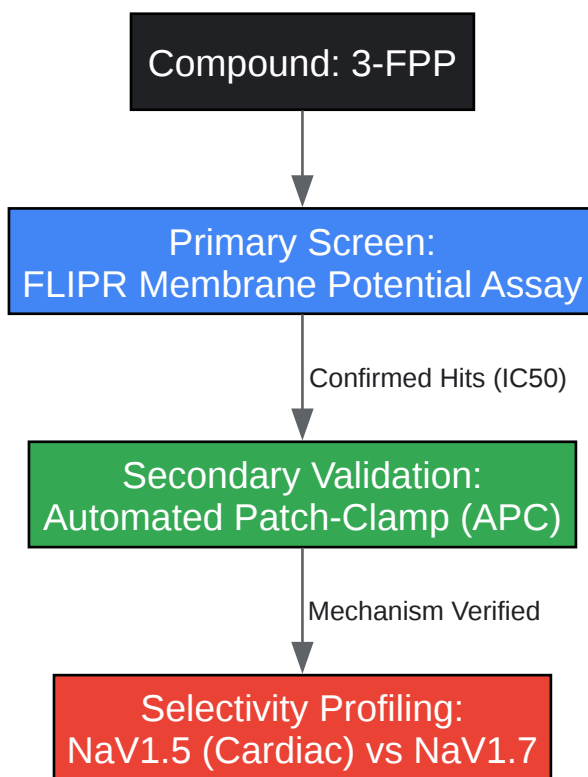 Compound: 3-FPP
Primary Screen:
FLIPR Membrane Potential Assay
Confirmed Hits (IC50)
Secondary Validation:
Automated Patch-Clamp (APC)
Mechanism Verified
Selectivity Profiling:
NaV1.5 (Cardiac) vs NaV1.7